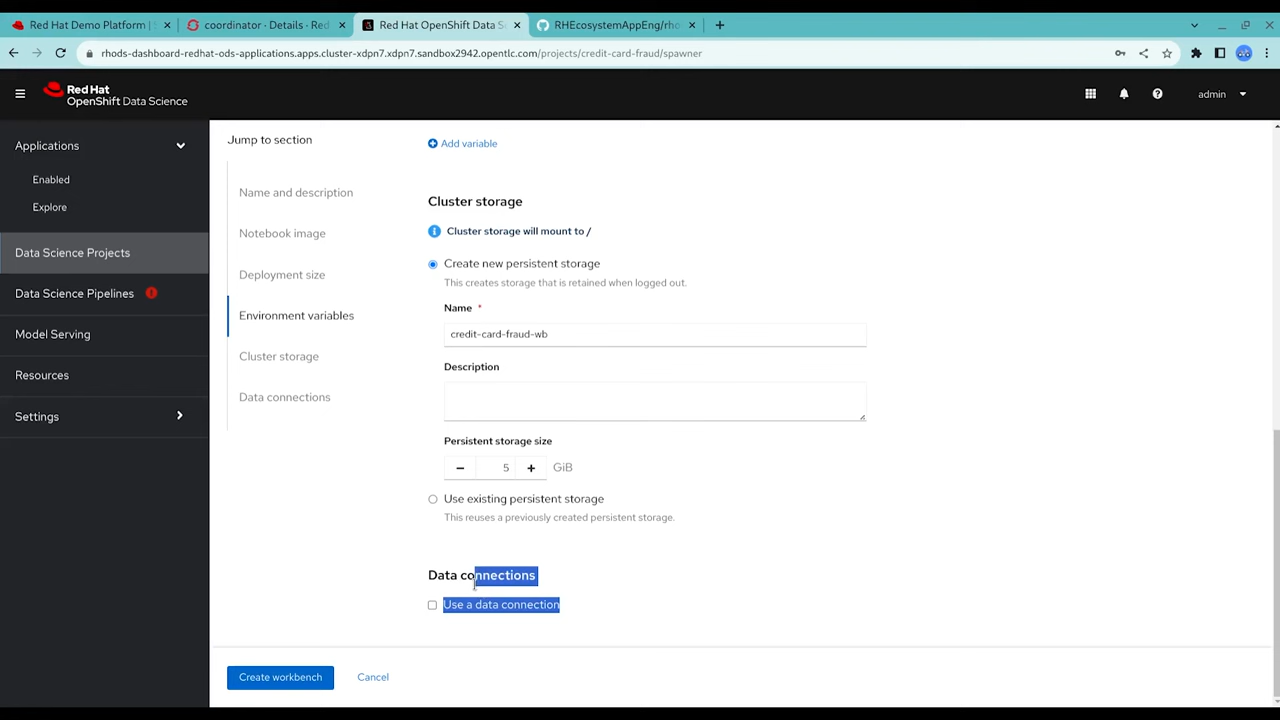 Red Hat Demo Platform |
coordinator · Details · Red
Red Hat OpenShift Data S
RHEcosystemAppEng/rho
rhods-dashboard-redhat-ods-applications.apps.cluster-xdpn7.xdpn7.sandbox2942.opentlc.com/projects/credit-card-fraud/spawner
Red Hat
OpenShift Data Science
admin
Applications
Enabled
Explore
Data Science Projects
Data Science Pipelines
Model Serving
Resources
Settings
Jump to section
Name and description
Notebook image
Deployment size
Environment variables
Cluster storage
Data connections
Add variable
Cluster storage
Cluster storage will mount to /
Create new persistent storage
This creates storage that is retained when logged out.
Name *
credit-card-fraud-wb
Description
Persistent storage size
5 GiB
Use existing persistent storage
This reuses a previously created persistent storage.
Data connections
Use a data connection
Create workbench
Cancel